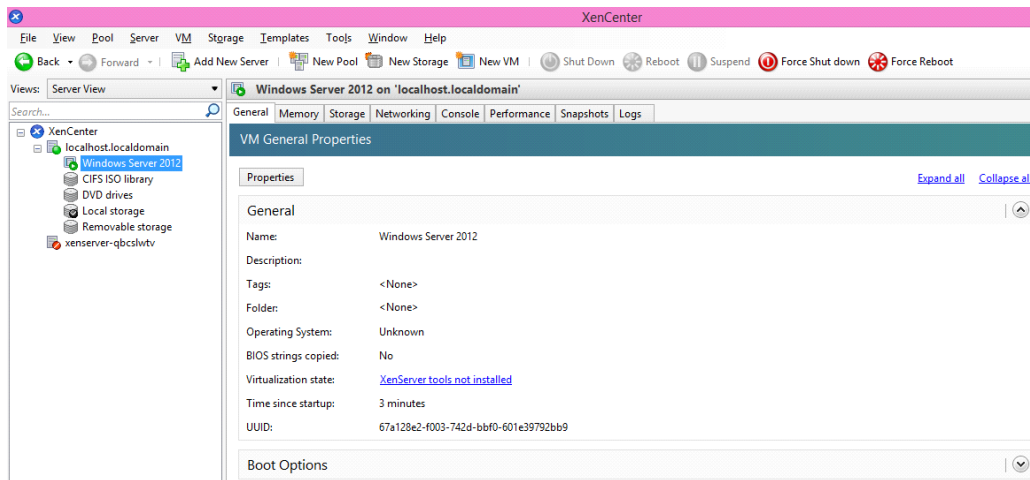 XenCenter
File View Pool Server VM Storage Templates Tools Window Help
Back Forward Add New Server New Pool New Storage New VM Shut Down Reboot Suspend Force Shut down Force Reboot
Views: Server View
Windows Server 2012 on 'localhost.localdomain'
Search...
General Memory Storage Networking Console Performance Snapshots Logs
XenCenter
localhost.localdomain
Windows Server 2012
CIFS ISO library
DVD drives
Local storage
Removable storage
xenserver-qbcslwtv
VM General Properties
Properties
Expand all Collapse al
General
Name: Windows Server 2012
Description:
Tags: <None>
Folder: <None>
Operating System: Unknown
BIOS strings copied: No
Virtualization state: XenServer tools not installed
Time since startup: 3 minutes
UUID: 67a128e2-f003-742d-bbf0-601e39792bb9
Boot Options